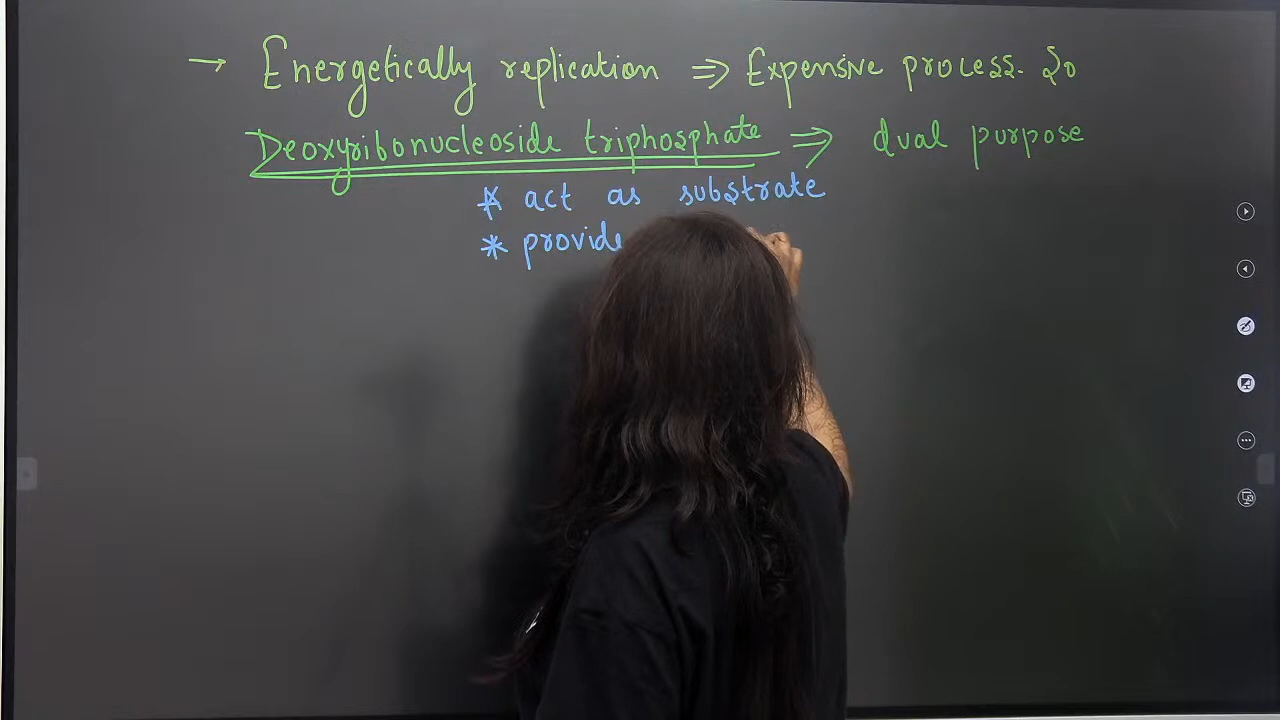 → Energetically replication ⇒ Expensive process. So
Deoxyribonucleoside triphosphate ⇒ dual purpose
* act as substrate
* provide